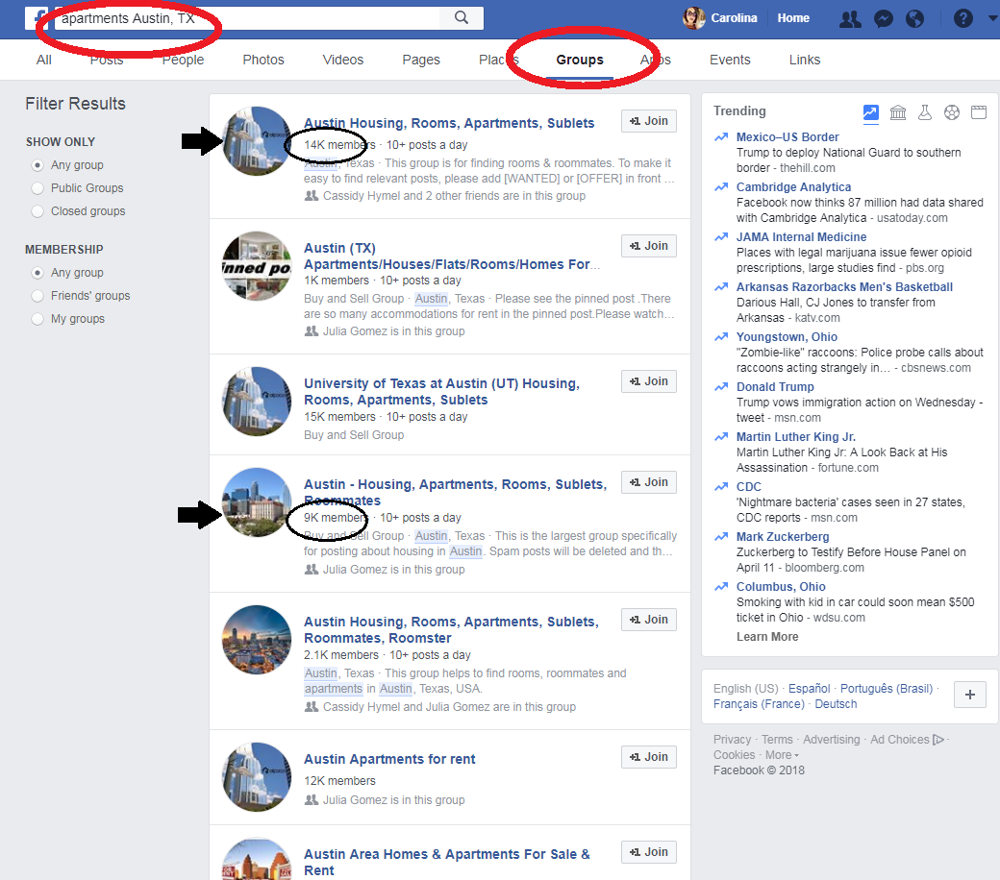 apartments Austin, TX
Carolina Home
All Posts People Photos Videos Pages Places Groups Apps Events Links
Filter Results
SHOW ONLY
Any group
Public Groups
Closed groups
MEMBERSHIP
Any group
Friends' groups
My groups
Austin Housing, Rooms, Apartments, Sublets
+1 Join
14K members · 10+ posts a day
Austin, Texas · This group is for finding rooms & roommates. To make it
easy to find relevant posts, please add [WANTED] or [OFFER] in front ...
Cassidy Hymel and 2 other friends are in this group
Austin (TX)
Apartments/Houses/Flats/Rooms/Homes For...
+1 Join
1K members · 10+ posts a day
Buy and Sell Group · Austin, Texas · Please see the pinned post .There
are so many accommodations for rent in the pinned post.Please watch...
Julia Gomez is in this group
inned po
University of Texas at Austin (UT) Housing,
Rooms, Apartments, Sublets
+1 Join
15K members · 10+ posts a day
Buy and Sell Group
Austin - Housing, Apartments, Rooms, Sublets,
Roommates
+1 Join
9K members · 10+ posts a day
Buy and Sell Group · Austin, Texas · This is the largest group specifically
for posting about housing in Austin. Spam posts will be deleted and th...
Julia Gomez is in this group
Austin Housing, Rooms, Apartments, Sublets,
Roommates, Roomster
+1 Join
2.1K members · 10+ posts a day
Austin, Texas · This group helps to find rooms, roommates and
apartments in Austin, Texas, USA.
Cassidy Hymel and Julia Gomez are in this group
Austin Apartments for rent
+1 Join
12K members
Julia Gomez is in this group
Austin Area Homes & Apartments For Sale &
Rent
+1 Join
Trending
Mexico–US Border
Trump to deploy National Guard to southern
border - thehill.com
Cambridge Analytica
Facebook now thinks 87 million had data shared
with Cambridge Analytica - usatoday.com
JAMA Internal Medicine
Places with legal marijuana issue fewer opioid
prescriptions, large studies find - pbs.org
Arkansas Razorbacks Men's Basketball
Darious Hall, CJ Jones to transfer from
Arkansas - katv.com
Youngstown, Ohio
"Zombie-like" raccoons: Police probe calls about
raccoons acting strangely in... - cbsnews.com
Donald Trump
Trump vows immigration action on Wednesday -
tweet - msn.com
Martin Luther King Jr.
Martin Luther King Jr: A Look Back at His
Assassination - fortune.com
CDC
'Nightmare bacteria' cases seen in 27 states,
CDC reports - msn.com
Mark Zuckerberg
Zuckerberg to Testify Before House Panel on
April 11 - bloomberg.com
Columbus, Ohio
Smoking with kid in car could soon mean $500
ticket in Ohio - wdsu.com
Learn More
English (US) · Español · Português (Brasil) ·
Français (France) · Deutsch
+
Privacy · Terms · Advertising · Ad Choices ·
Cookies · More
Facebook © 2018